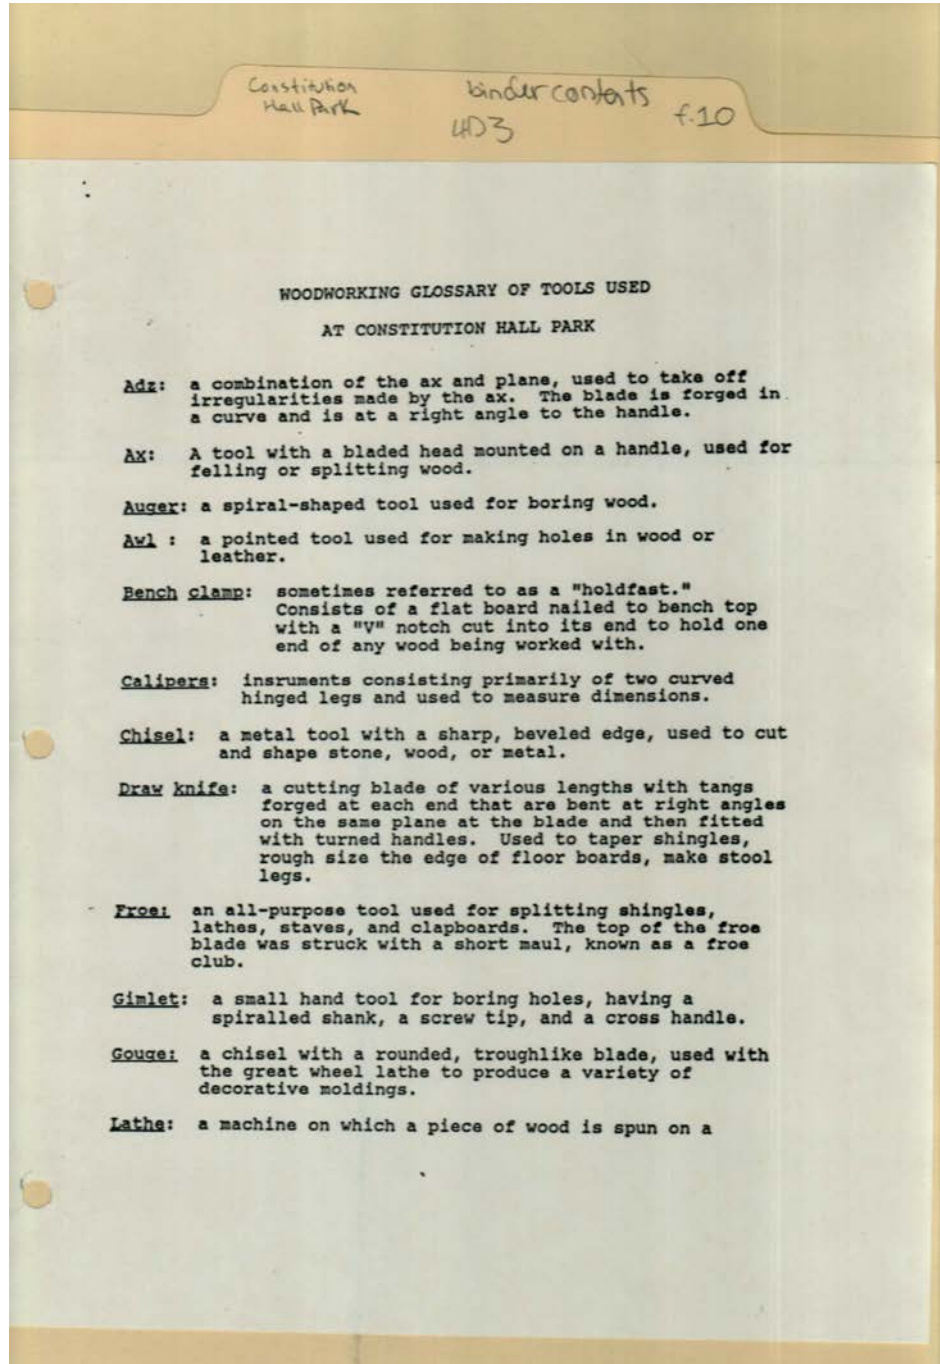 Constitution
Hall Park
binder contents
4D3
f.10
WOODWORKING GLOSSARY OF TOOLS USED
AT CONSTITUTION HALL PARK
Adz: a combination of the ax and plane, used to take off
irregularities made by the ax. The blade is forged in
a curve and is at a right angle to the handle.
Ax: A tool with a bladed head mounted on a handle, used for
felling or splitting wood.
Auger: a spiral-shaped tool used for boring wood.
Awl : a pointed tool used for making holes in wood or
leather.
Bench clamp: sometimes referred to as a "holdfast."
Consists of a flat board nailed to bench top
with a "V" notch cut into its end to hold one
end of any wood being worked with.
Calipers: insruments consisting primarily of two curved
hinged legs and used to measure dimensions.
Chisel: a metal tool with a sharp, beveled edge, used to cut
and shape stone, wood, or metal.
Draw knife: a cutting blade of various lengths with tangs
forged at each end that are bent at right angles
on the same plane at the blade and then fitted
with turned handles. Used to taper shingles,
rough size the edge of floor boards, make stool
legs.
Froe: an all-purpose tool used for splitting shingles,
lathes, staves, and clapboards. The top of the froe
blade was struck with a short maul, known as a froe
club.
Gimlet: a small hand tool for boring holes, having a
spiralled shank, a screw tip, and a cross handle.
Gouge: a chisel with a rounded, troughlike blade, used with
the great wheel lathe to produce a variety of
decorative moldings.
Lathe: a machine on which a piece of wood is spun on a